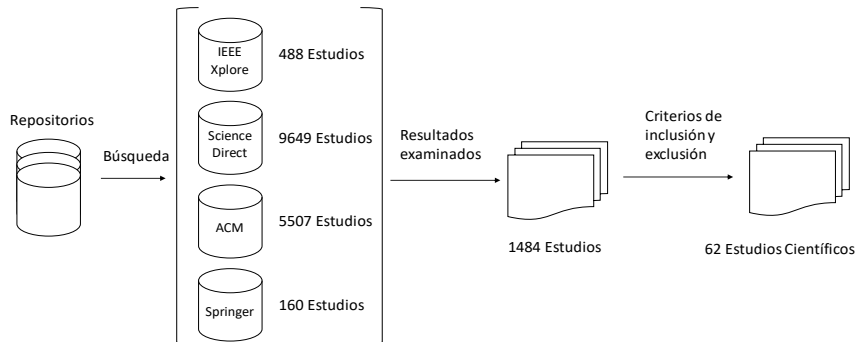 Repositorios
Búsqueda
IEEE
Xplore
488 Estudios
Science
Direct
9649 Estudios
ACM
5507 Estudios
Springer
160 Estudios
Resultados
examinados
1484 Estudios
Criterios de
inclusión y
exclusión
62 Estudios Científicos